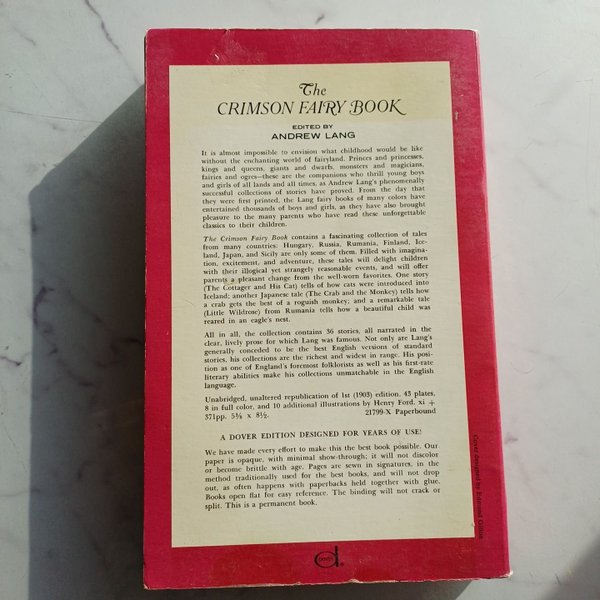 The
CRIMSON FAIRY BOOK
EDITED BY
ANDREW LANG
It is almost impossible to envision what childhood would be like
without the enchanting world of fairyland. Princes and princesses,
kings and queens, giants and dwarfs, monsters and magicians,
fairies and ogres—these are the companions who thrill young boys
and girls of all lands and all times, as Andrew Lang's phenomenally
successful collections of stories have proved. From the day that
they were first printed, the Lang fairy books of many colors have
entertained thousands of boys and girls, as they have also brought
pleasure to the many parents who have read these unforgettable
classics to their children.
The Crimson Fairy Book contains a fascinating collection of tales
from many countries: Hungary, Russia, Rumania, Finland, Ice-
land, Japan, and Sicily are only some of them. Filled with imagina-
tion, excitement, and adventure, these tales will delight children
with their illogical yet strangely reasonable events, and will offer
parents a pleasant change from the well-worn favorites. One story
(The Cottager and His Cat) tells of how cats were introduced into
Iceland; another Japanese tale (The Crab and the Monkey) tells how
a crab gets the best of a roguish monkey; and a remarkable tale
(Little Wildrose) from Rumania tells how a beautiful child was
reared in an eagle's nest.
All in all, the collection contains 36 stories, all narrated in the
clear, lively prose for which Lang was famous. Not only are Lang's
generally conceded to be the best English versions of standard
stories, his collections are the richest and widest in range. His posi-
tion as one of England's foremost folklorists as well as his first-rate
literary abilities make his collections unmatchable in the English
language.
Unabridged, unaltered republication of 1st (1903) edition. 43 plates,
8 in full color, and 10 additional illustrations by Henry Ford. xi +
371pp. 5⅜ x 8½. 21799-X Paperbound
A DOVER EDITION DESIGNED FOR YEARS OF USE!
We have made every effort to make this the best book possible. Our
paper is opaque, with minimal show-through; it will not discolor
or become brittle with age. Pages are sewn in signatures, in the
method traditionally used for the best books, and will not drop
out, as often happens with paperbacks held together with glue.
Books open flat for easy reference. The binding will not crack or
split. This is a permanent book.
Cover designed by Edmund Gillon
dover
®